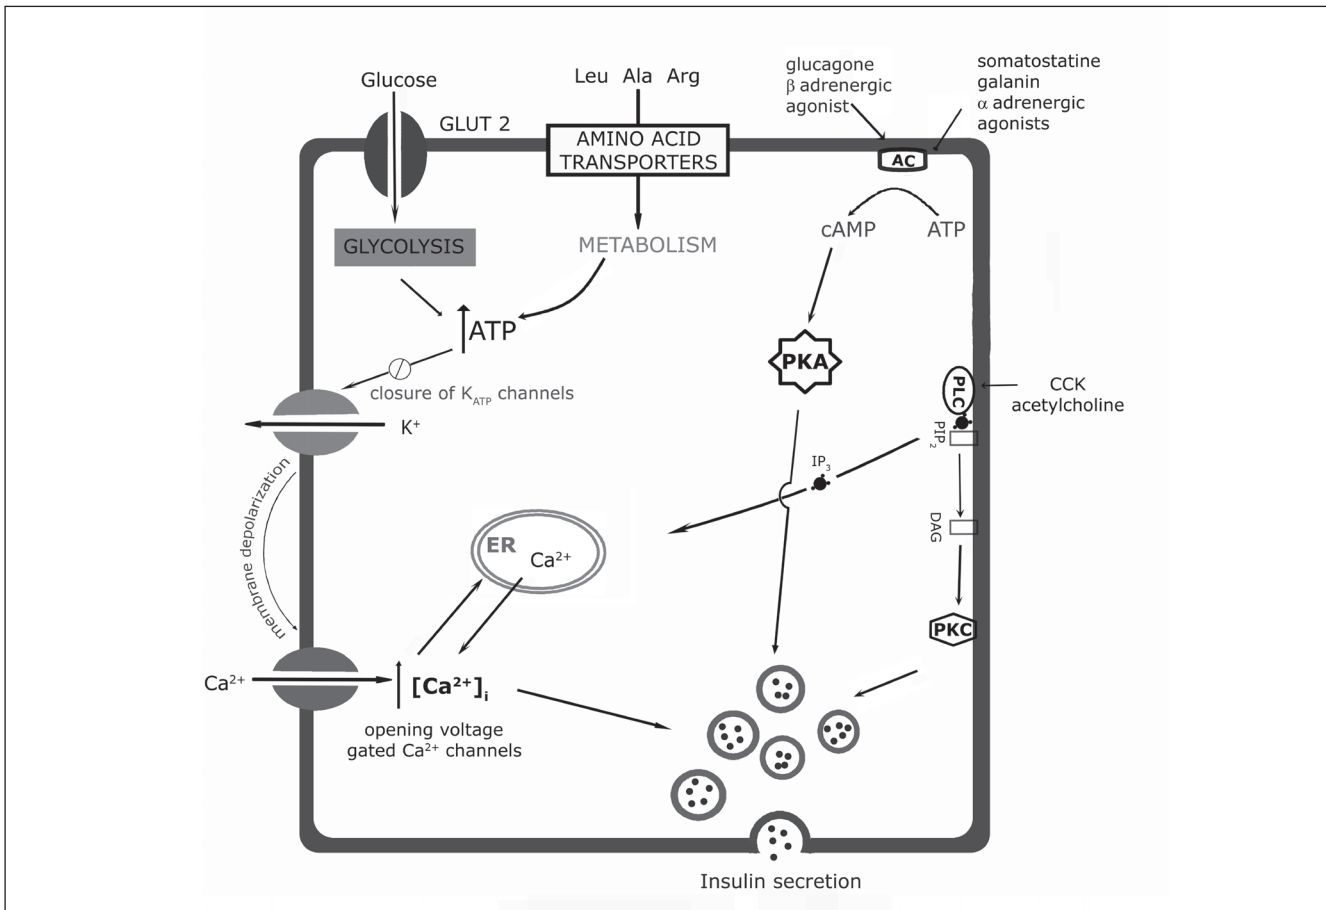 Glucose
GLUT 2
Leu Ala Arg
AMINO ACID
TRANSPORTERS
glucagone
β adrenergic
agonist
somatostatine
galanin
α adrenergic
agonists
AC
GLYCOLYSIS
METABOLISM
cAMP
ATP
ATP
PKA
closure of K_ATP channels
K⁺
PLC
CCK
acetylcholine
PIP₂
IP₃
membrane depolarization
ER
Ca²⁺
DAG
PKC
Ca²⁺
[Ca²⁺]ᵢ
opening voltage
gated Ca²⁺ channels
Insulin secretion